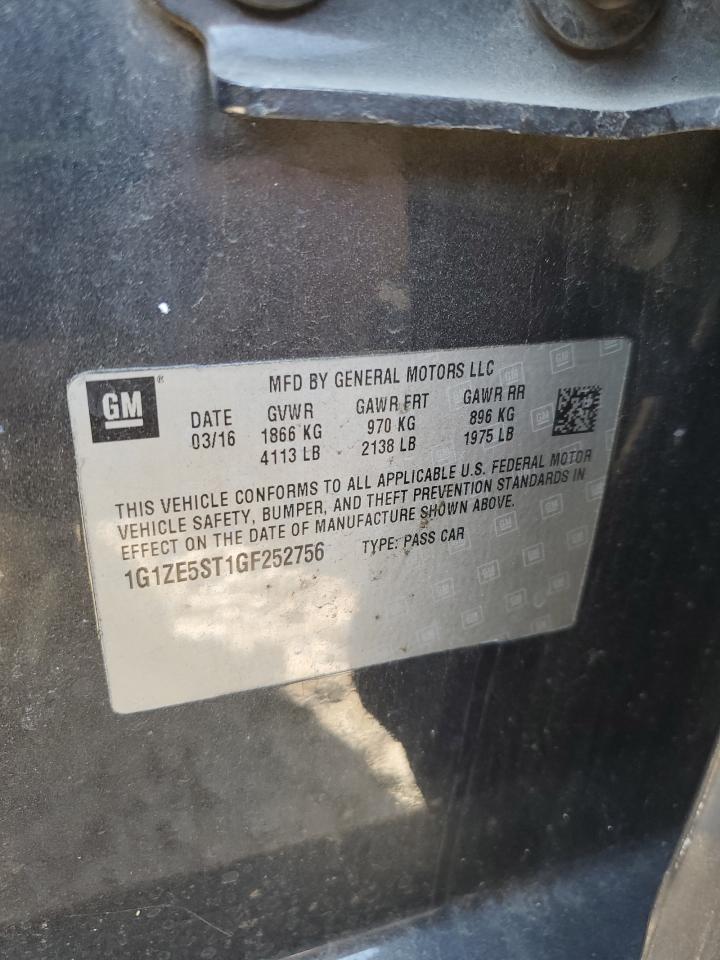 GM®
MFD BY GENERAL MOTORS LLC
DATE GVWR GAWR FRT GAWR RR
03/16 1866 KG 970 KG 896 KG
4113 LB 2138 LB 1975 LB
THIS VEHICLE CONFORMS TO ALL APPLICABLE U.S. FEDERAL MOTOR
VEHICLE SAFETY, BUMPER, AND THEFT PREVENTION STANDARDS IN
EFFECT ON THE DATE OF MANUFACTURE SHOWN ABOVE.
1G1ZE5ST1GF252756 TYPE: PASS CAR